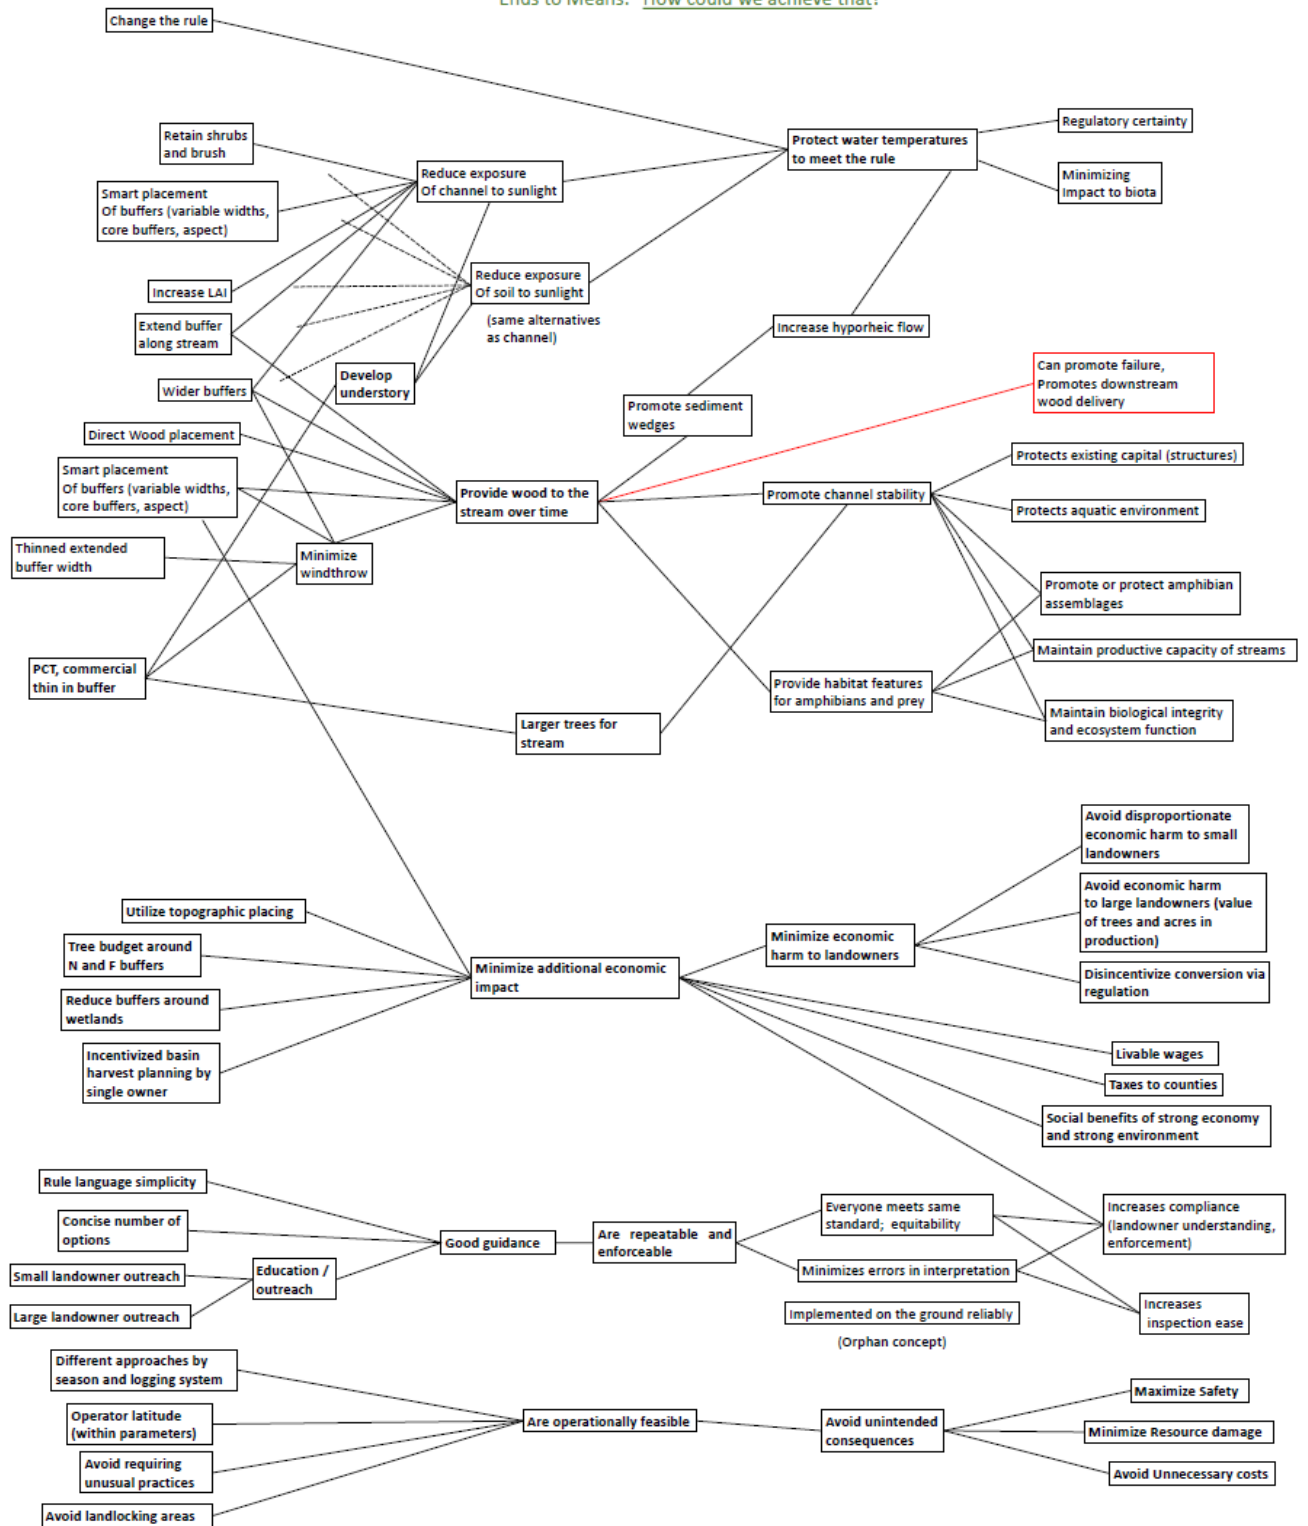 Ends to Means: How could we achieve that?
Change the rule
Retain shrubs
and brush
Smart placement
Of buffers (variable widths,
core buffers, aspect)
Increase LAI
Extend buffer
along stream
Wider buffers
Direct Wood placement
Smart placement
Of buffers (variable widths,
core buffers, aspect)
Thinned extended
buffer width
PCT, commercial
thin in buffer
Reduce exposure
Of channel to sunlight
Reduce exposure
Of soil to sunlight
(same alternatives
as channel)
Develop
understory
Minimize
windthrow
Provide wood to the
stream over time
Larger trees for
stream
Promote sediment
wedges
Increase hyporheic flow
Protect water temperatures
to meet the rule
Regulatory certainty
Minimizing
Impact to biota
Can promote failure,
Promotes downstream
wood delivery
Promote channel stability
Protects existing capital (structures)
Protects aquatic environment
Promote or protect amphibian
assemblages
Maintain productive capacity of streams
Provide habitat features
for amphibians and prey
Maintain biological integrity
and ecosystem function
Utilize topographic placing
Tree budget around
N and F buffers
Reduce buffers around
wetlands
Incentivized basin
harvest planning by
single owner
Minimize additional economic
impact
Minimize economic
harm to landowners
Avoid disproportionate
economic harm to small
landowners
Avoid economic harm
to large landowners (value
of trees and acres in
production)
Disincentivize conversion via
regulation
Livable wages
Taxes to counties
Social benefits of strong economy
and strong environment
Rule language simplicity
Concise number of
options
Small landowner outreach
Large landowner outreach
Education /
outreach
Good guidance
Are repeatable and
enforceable
Everyone meets same
standard; equitability
Minimizes errors in interpretation
Implemented on the ground reliably
(Orphan concept)
Increases compliance
(landowner understanding,
enforcement)
Increases
inspection ease
Different approaches by
season and logging system
Operator latitude
(within parameters)
Avoid requiring
unusual practices
Avoid landlocking areas
Are operationally feasible
Avoid unintended
consequences
Maximize Safety
Minimize Resource damage
Avoid Unnecessary costs